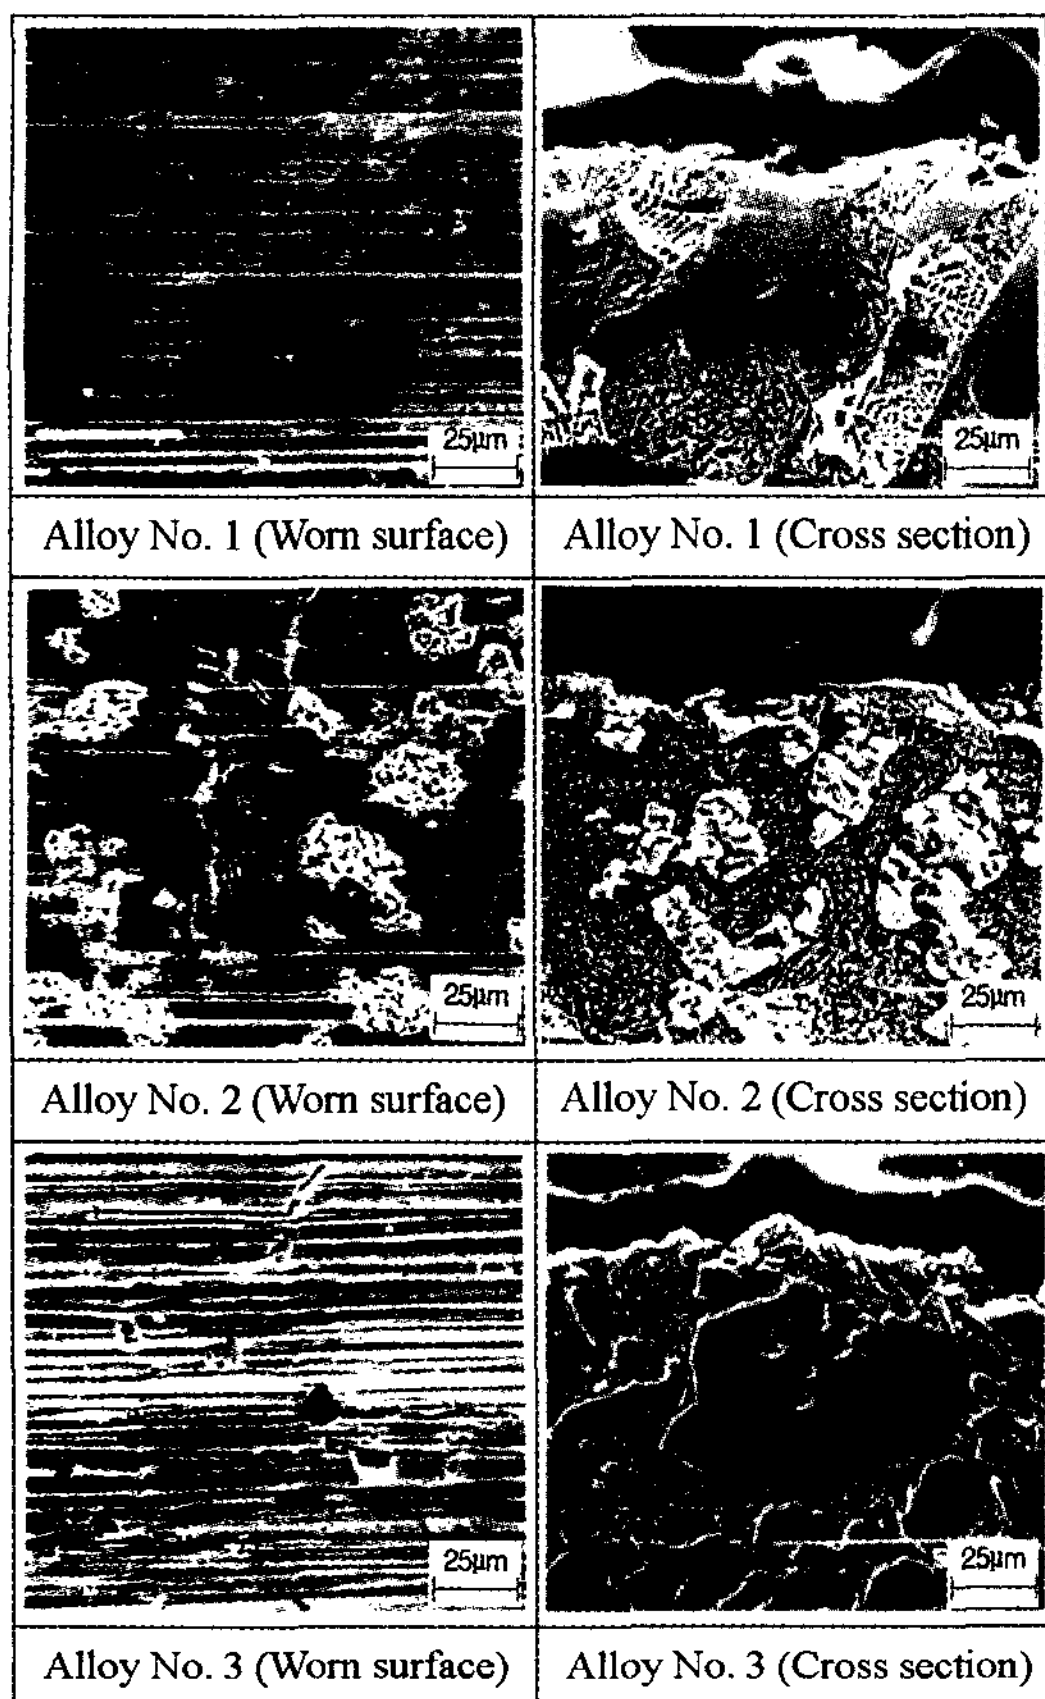 25µm
25µm
Alloy No. 1 (Worn surface)
Alloy No. 1 (Cross section)
25µm
25µm
Alloy No. 2 (Worn surface)
Alloy No. 2 (Cross section)
25µm
25µm
Alloy No. 3 (Worn surface)
Alloy No. 3 (Cross section)